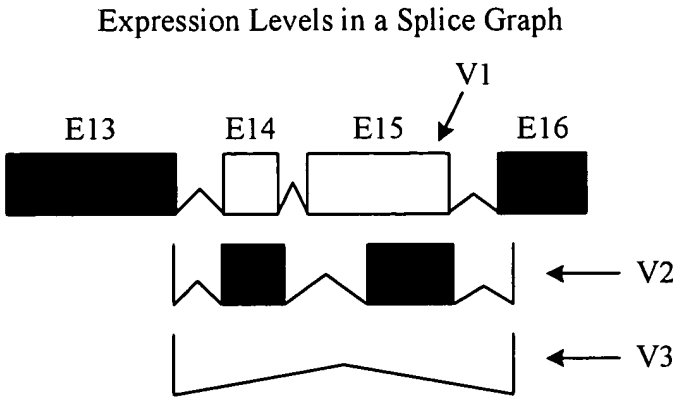 Expression Levels in a Splice Graph
V1
E13 E14 E15 E16
V2
V3